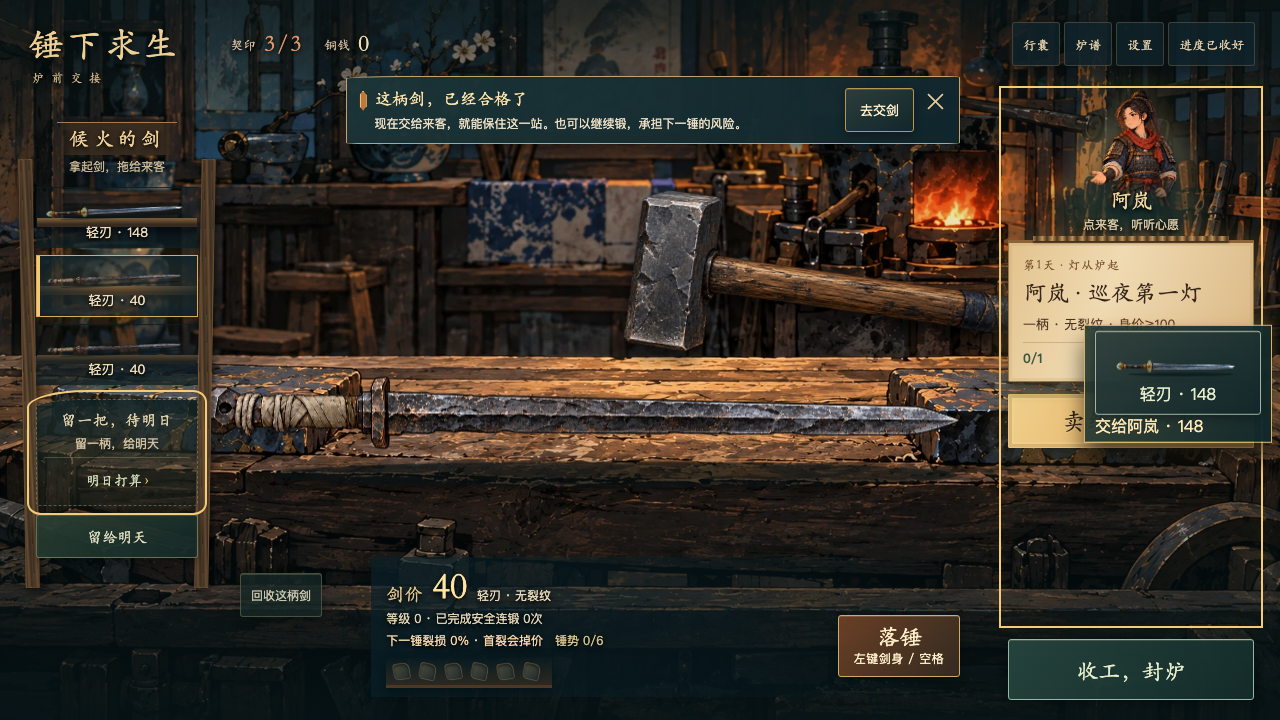 锤下求生
炉前交接
契印 3/3 铜钱 0
行囊
炉谱
设置
进度已收好
这柄剑，已经合格了
现在交给来客，就能保住这一站。也可以继续锻，承担下一锤的风险。
去交剑
候火的剑
拿起剑，拖给来客
轻刃 · 148
轻刃 · 40
轻刃 · 40
留一把，待明日
留一柄，给明天
明日打算 ›
留给明天
阿岚
点来客，听听心愿
第1天 · 灯从炉起
阿岚 · 巡夜第一灯
一柄 · 无裂纹 · 身价≥100
0/1
轻刃 · 148
交给阿岚 · 148
卖
回收这柄剑
剑价 40 轻刃 · 无裂纹
等级 0 · 已完成安全连锻 0次
下一锤裂损 0% · 首裂会掉价 锤势 0/6
落锤
左键剑身 / 空格
收工，封炉